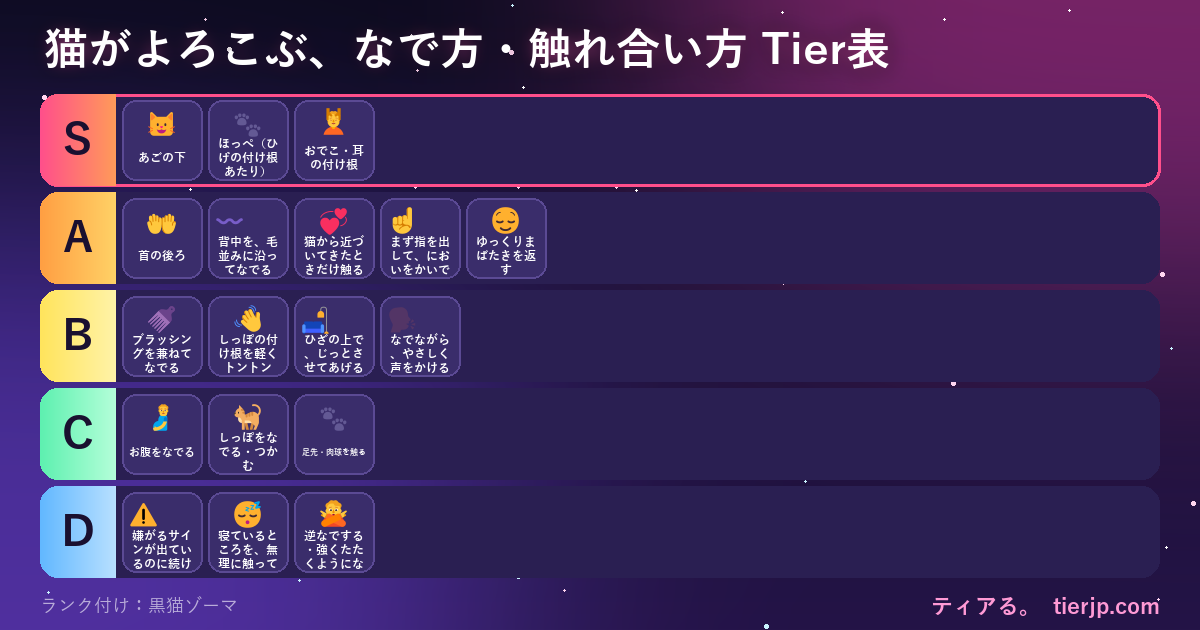 猫がよろこぶ、なで方・触れ合い方 Tier表
S
あごの下
ほっぺ（ひ
げの付け根
あたり）
おでこ・耳
の付け根
A
首の後ろ
背中を、毛
並みに沿っ
てなでる
猫から近づ
いてきたと
きだけ触る
まず指を出
して、にお
いをかいで
ゆっくりま
ばたきを返
す
B
ブラッシン
グを兼ねて
なでる
しっぽの付
け根を軽く
トントン
ひざの上で
、じっとさ
せてあげる
なでながら
、やさしく
声をかける
C
お腹をなでる
しっぽをな
でる・つか
む
足先・肉球を触る
D
嫌がるサイ
ンが出てい
るのに続け
寝ていると
ころを、無
理に触って
逆なでする
・強くたた
くようにな
ランク付け：黒猫ゾーマ
ティアる。 tierjp.com